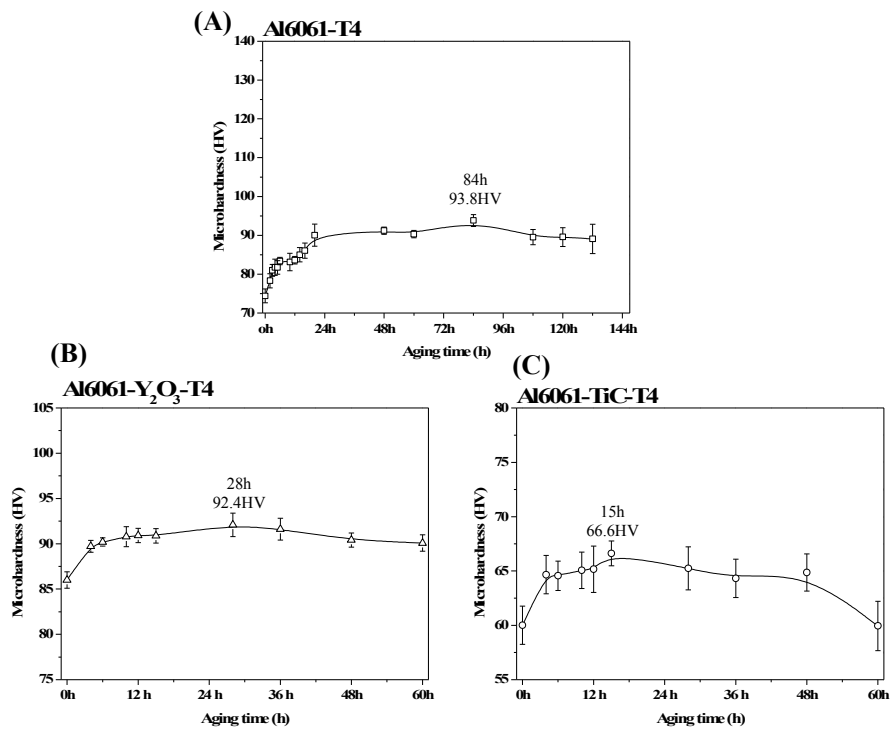 (A)
Al6061-T4
140
130
120
110
100
90
80
70
Microhardness (HV)
84h
93.8HV
oh 24h 48h 72h 96h 120h 144h
Aging time (h)
(B)
Al6061-Y₂O₃-T4
105
100
95
90
85
80
75
Microhardness (HV)
28h
92.4HV
0h 12 h 24 h 36 h 48h 60h
Aging time (h)
(C)
Al6061-TiC-T4
80
75
70
65
60
55
Microhardness (HV)
15h
66.6HV
0h 12 h 24 h 36 h 48 h 60h
Aging time (h)